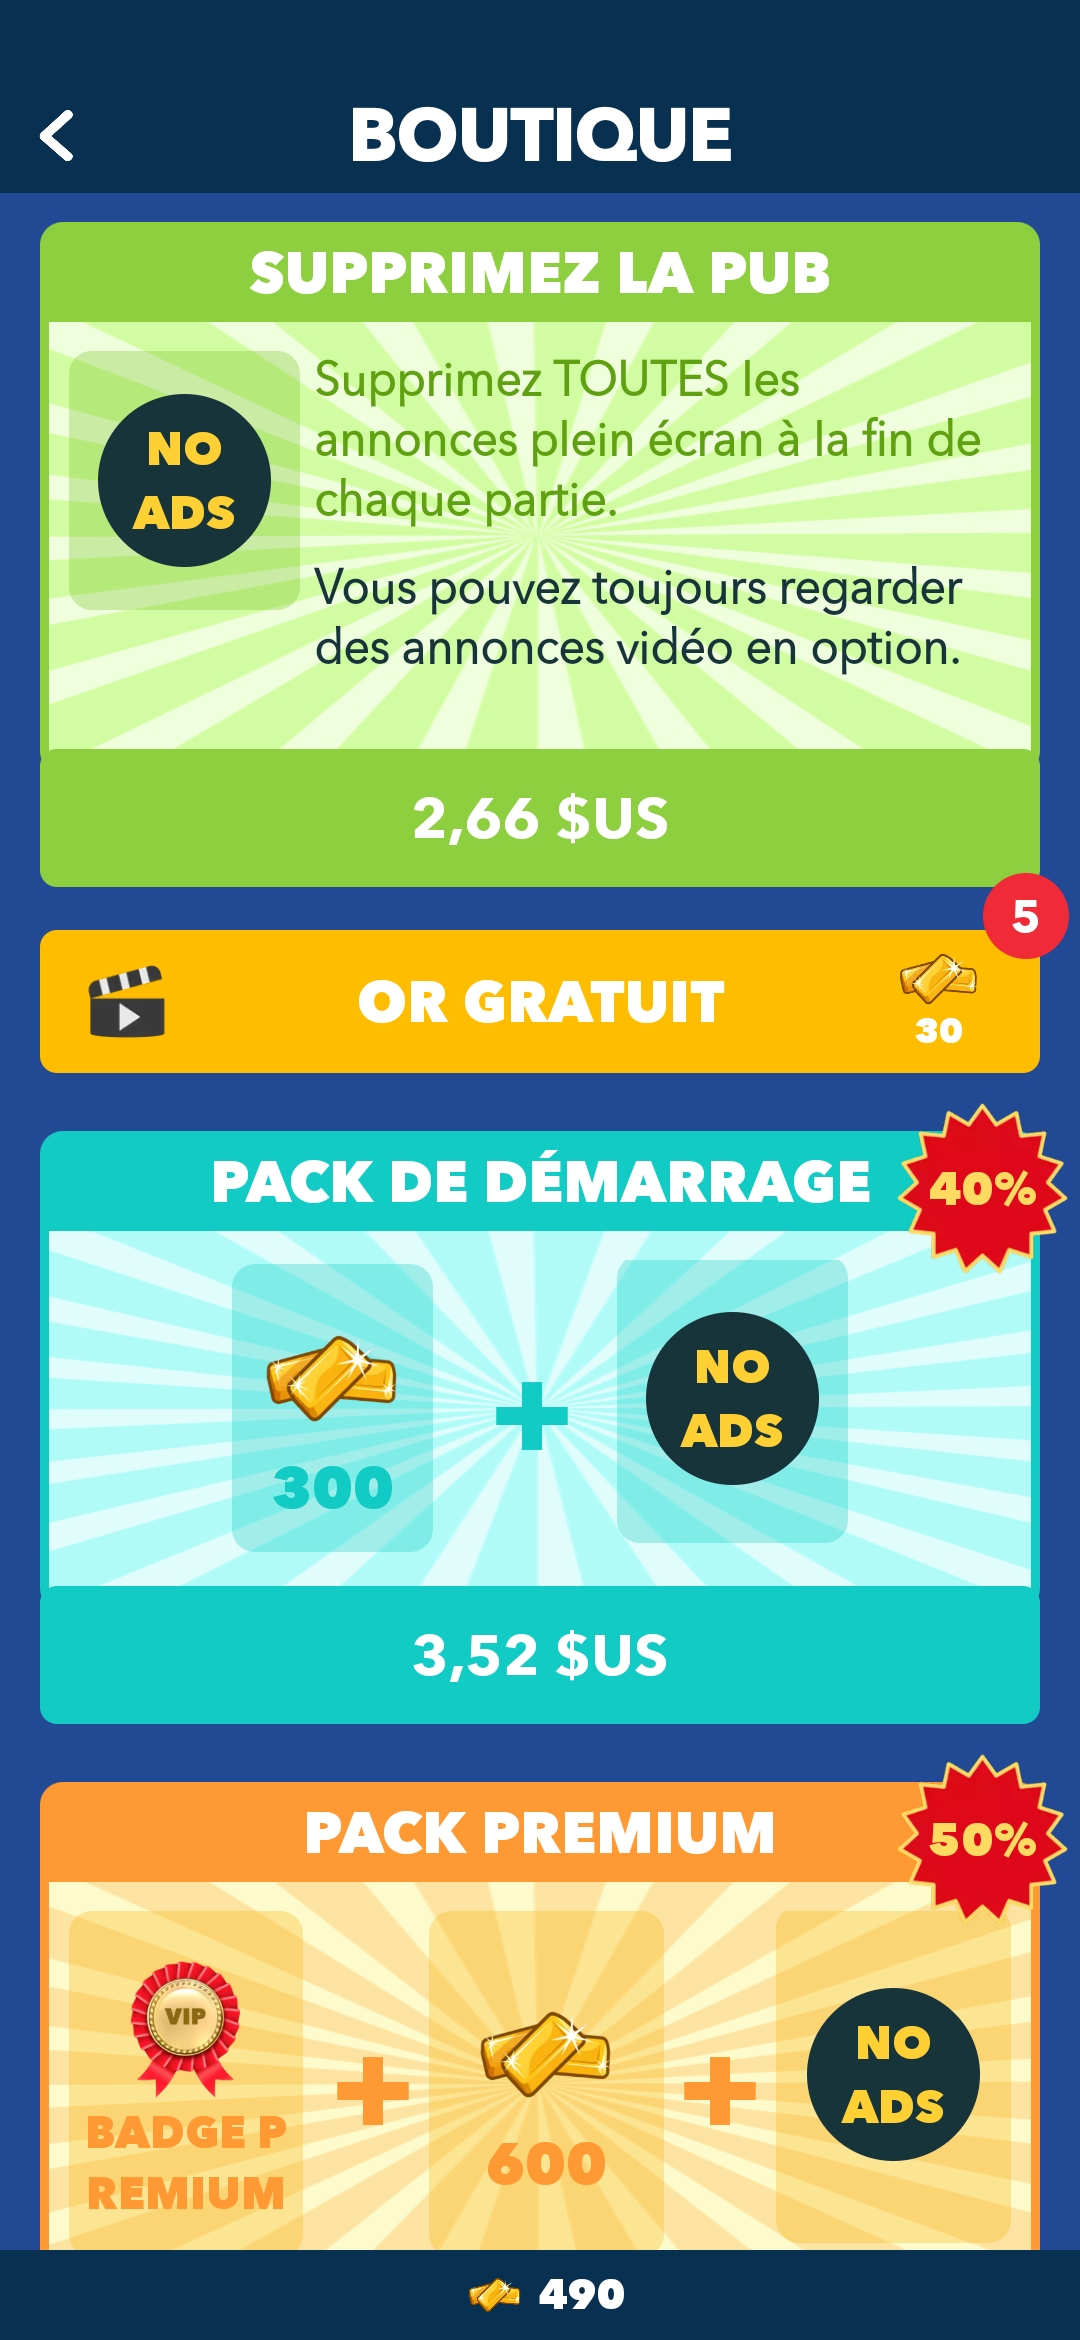 BOUTIQUE
SUPPRIMEZ LA PUB
NO
ADS
Supprimez TOUTES les
annonces plein écran à la fin de
chaque partie.
Vous pouvez toujours regarder
des annonces vidéo en option.
2,66 $US
5
OR GRATUIT
30
PACK DE DÉMARRAGE
40%
300
+
NO
ADS
3,52 $US
PACK PREMIUM
50%
VIP
BADGE P
REMIUM
+
600
+
NO
ADS
490